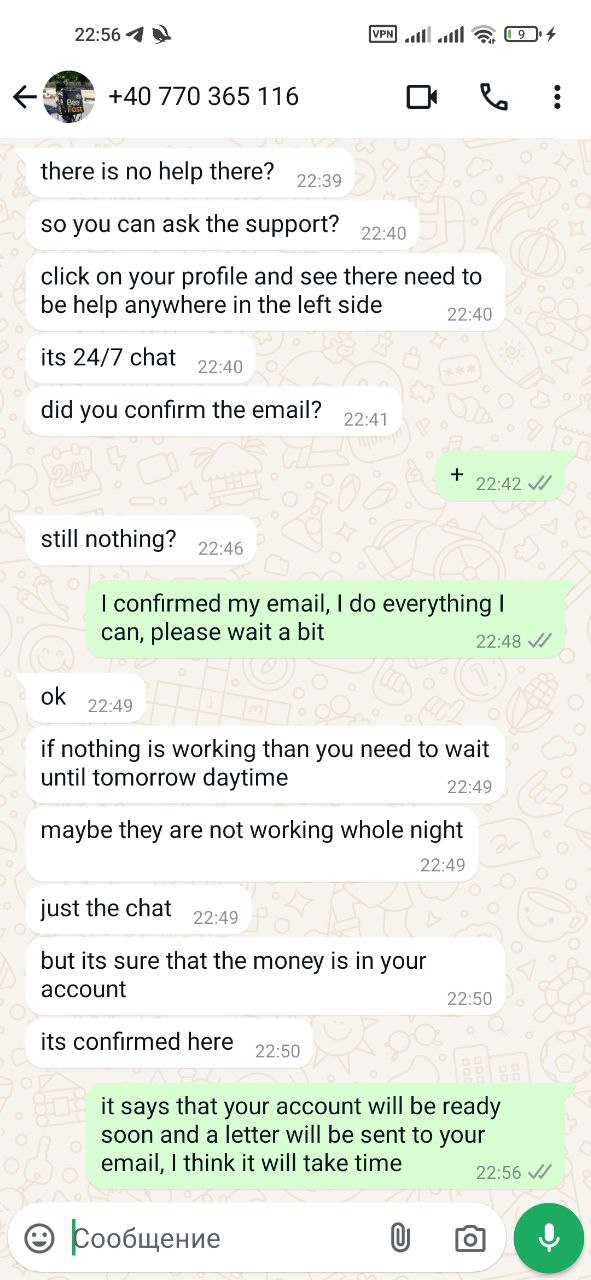 22:56
VPN
9
+40 770 365 116
there is no help there? 22:39
so you can ask the support? 22:40
click on your profile and see there need to
be help anywhere in the left side 22:40
its 24/7 chat 22:40
did you confirm the email? 22:41
+ 22:42
still nothing? 22:46
I confirmed my email, I do everything I
can, please wait a bit 22:48
ok 22:49
if nothing is working than you need to wait
until tomorrow daytime 22:49
maybe they are not working whole night
22:49
just the chat 22:49
but its sure that the money is in your
account 22:50
its confirmed here 22:50
it says that your account will be ready
soon and a letter will be sent to your
email, I think it will take time 22:56
Сообщение